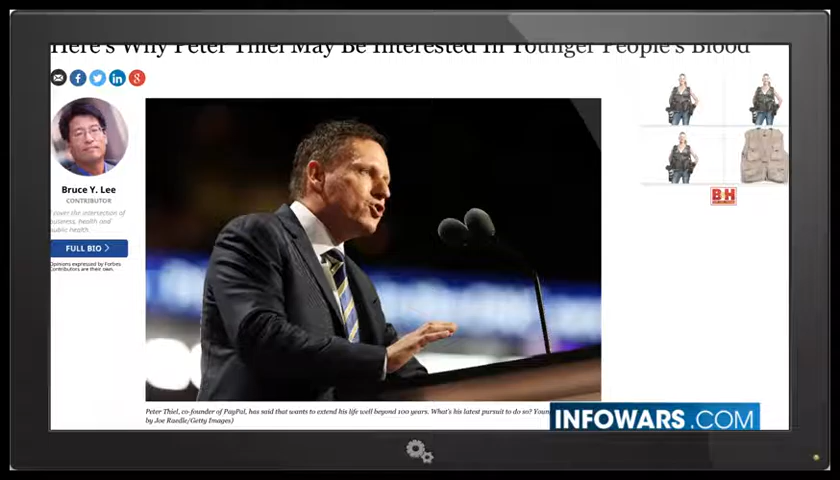 Here's Why Peter Thiel May Be Interested In Younger People's Blood
in
g+
Bruce Y. Lee
CONTRIBUTOR
I cover the intersection of
business, health and
public health.
FULL BIO >
Opinions expressed by Forbes
Contributors are their own.
B&H
Peter Thiel, co-founder of PayPal, has said that wants to extend his life well beyond 100 years. What's his latest pursuit to do so?
by Joe Raedle/Getty Images)
INFOWARS.COM